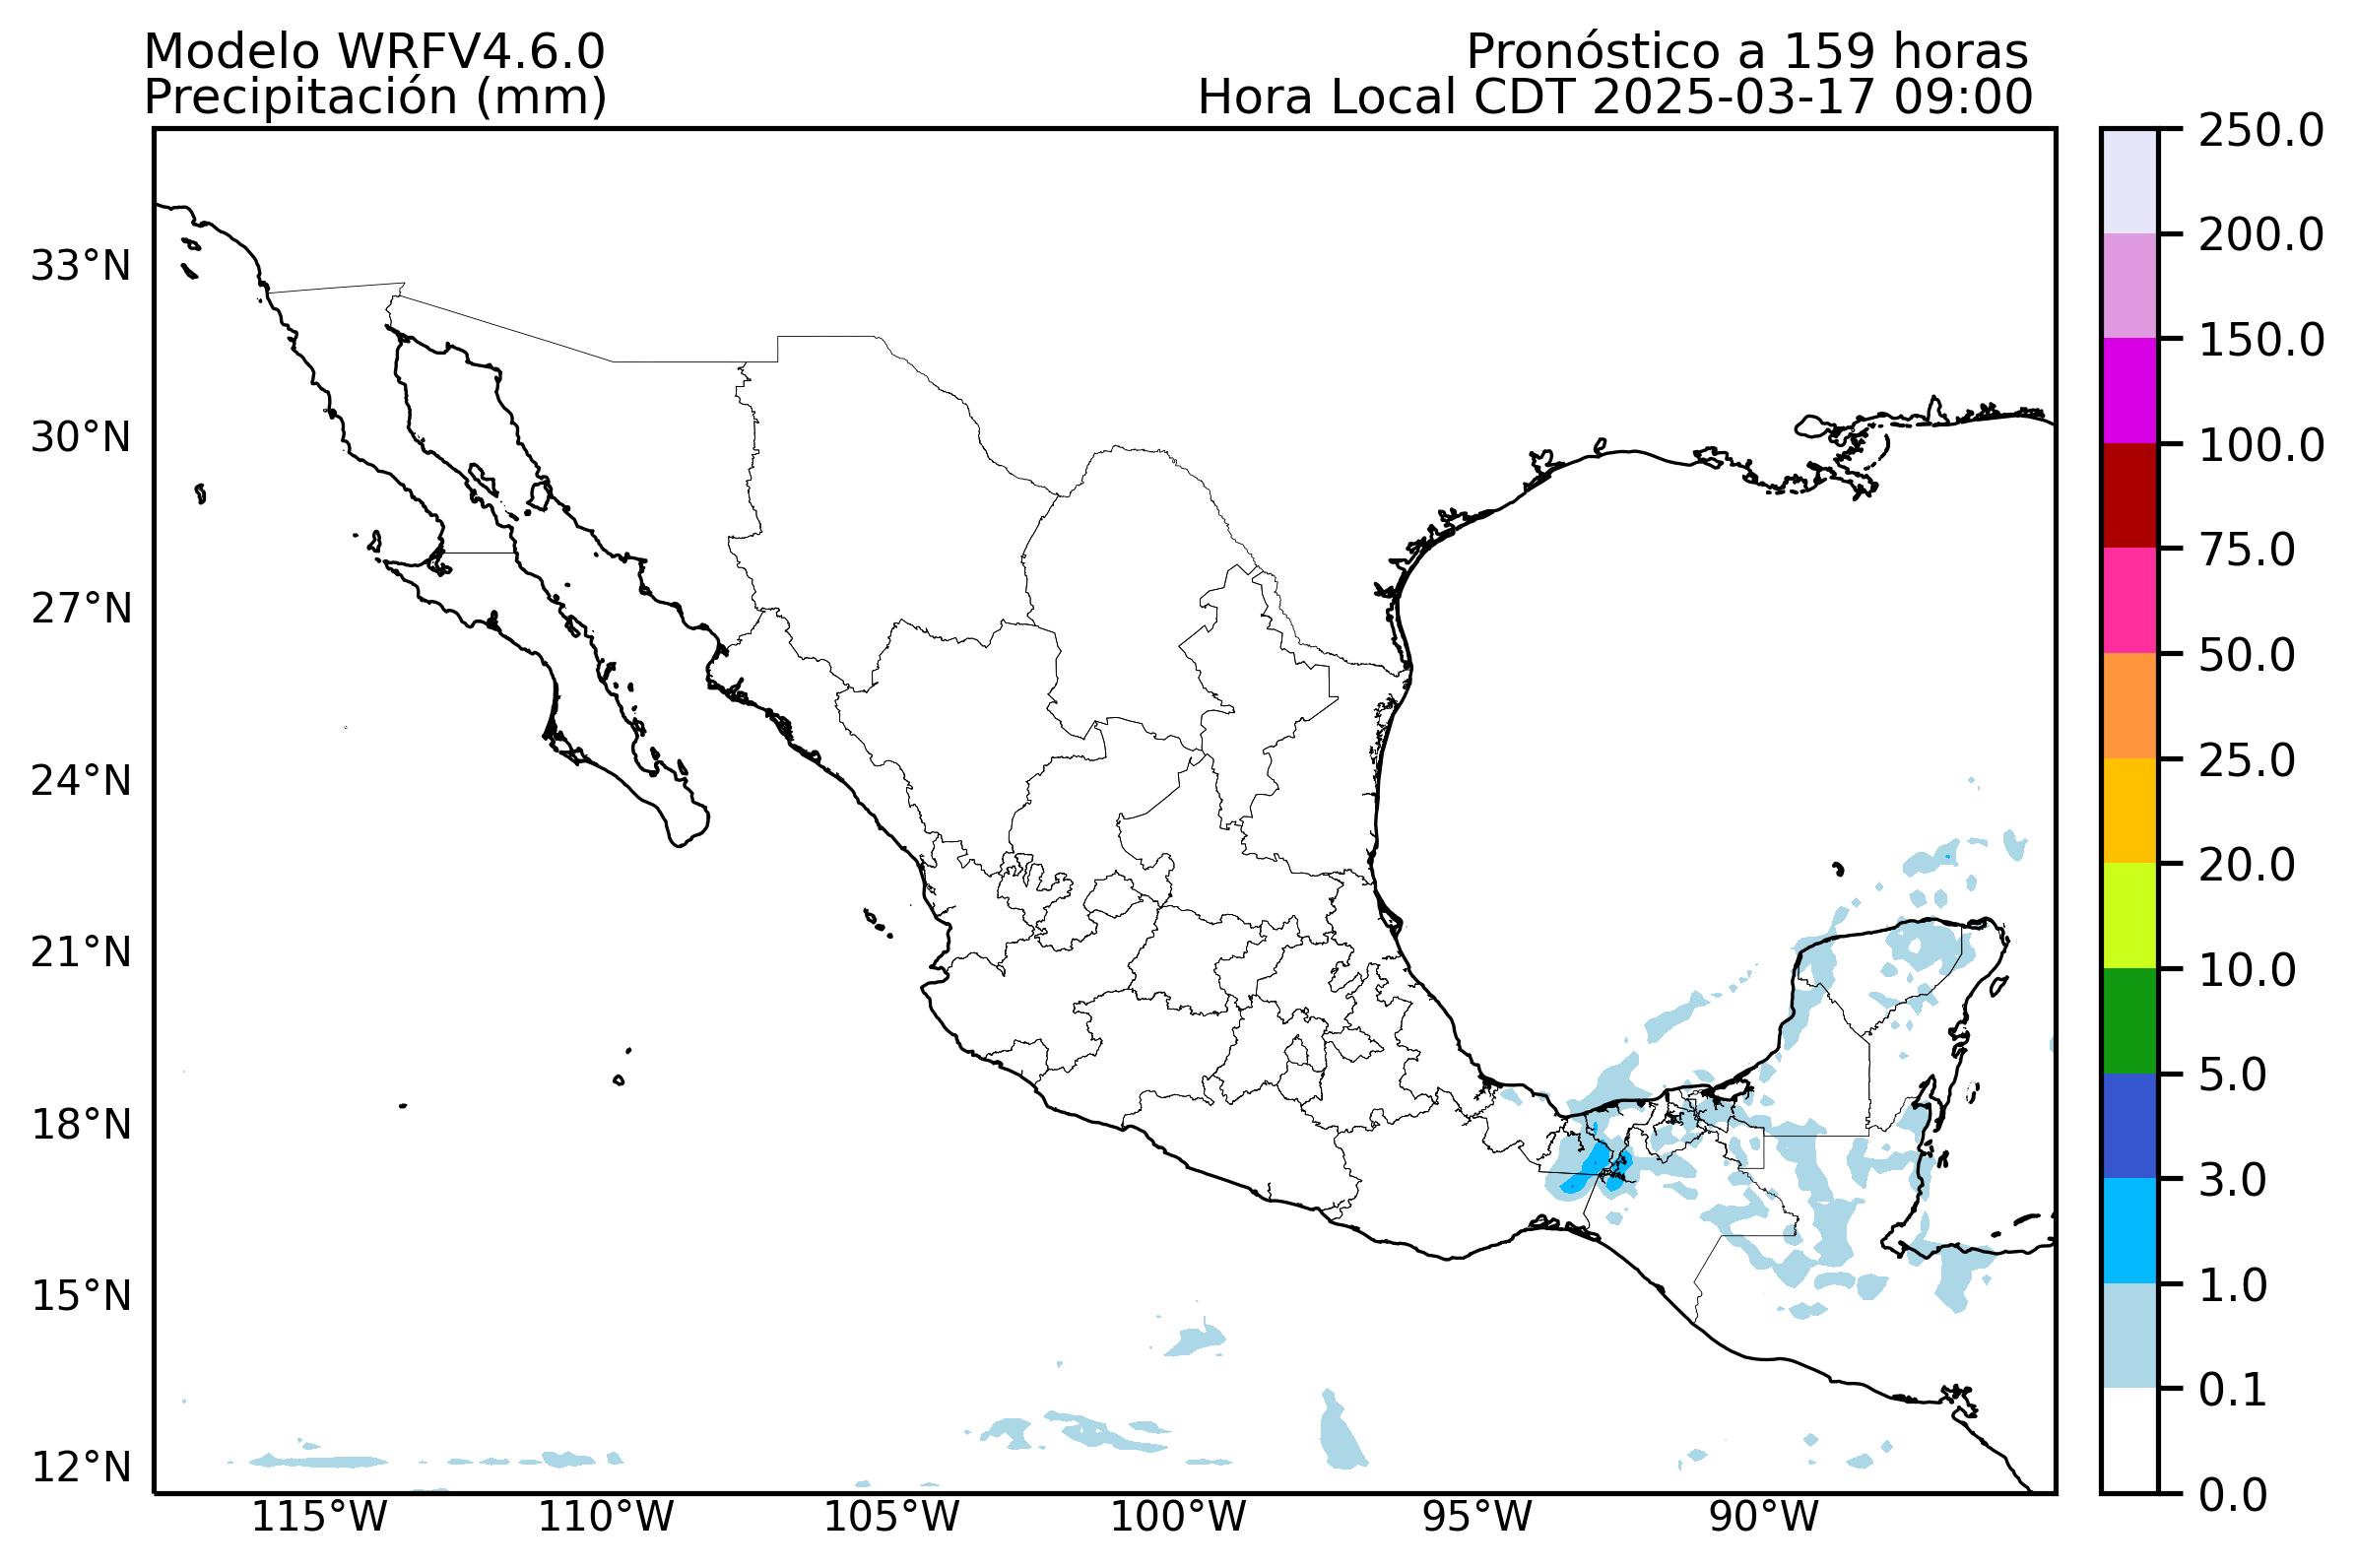 Modelo WRFV4.6.0
Pronóstico a 159 horas
Precipitación (mm)
Hora Local CDT 2025-03-17 09:00
33°N
30°N
27°N
24°N
21°N
18°N
15°N
12°N
115°W
110°W
105°W
100°W
95°W
90°W
250.0
200.0
150.0
100.0
75.0
50.0
25.0
20.0
10.0
5.0
3.0
1.0
0.1
0.0